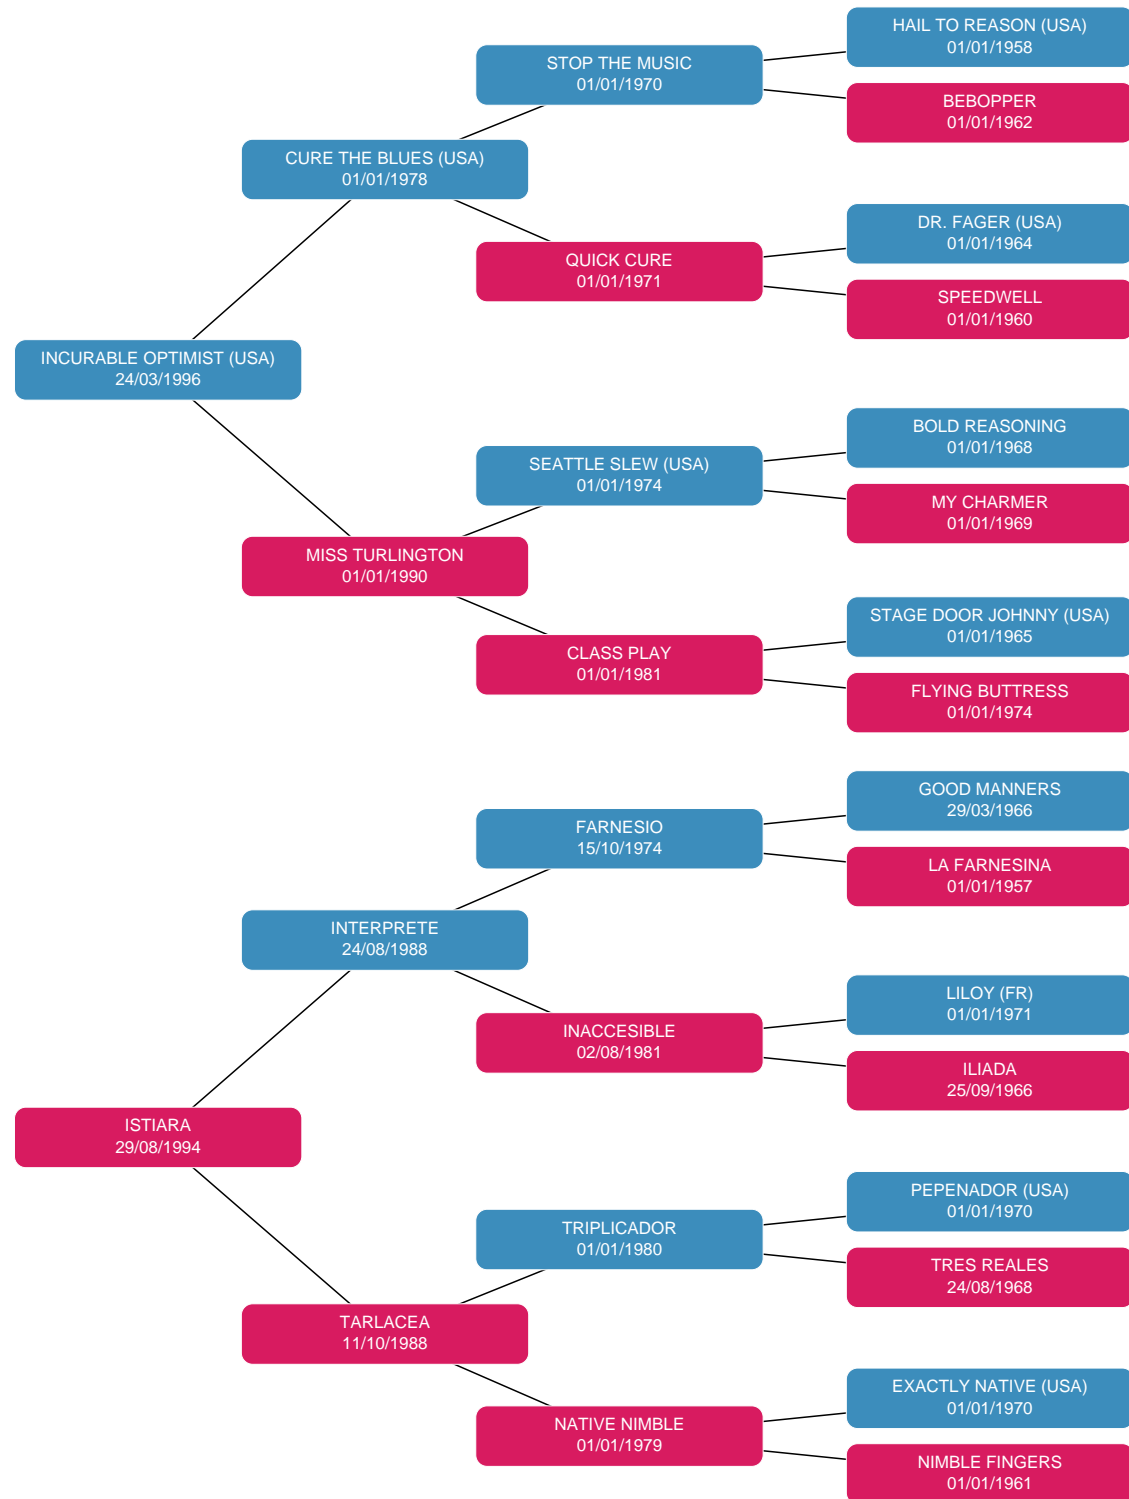 HAIL TO REASON (USA)
01/01/1958
STOP THE MUSIC
01/01/1970
BEBOPPER
01/01/1962
CURE THE BLUES (USA)
01/01/1978
DR. FAGER (USA)
01/01/1964
QUICK CURE
01/01/1971
SPEEDWELL
01/01/1960
INCURABLE OPTIMIST (USA)
24/03/1996
BOLD REASONING
01/01/1968
SEATTLE SLEW (USA)
01/01/1974
MY CHARMER
01/01/1969
MISS TURLINGTON
01/01/1990
STAGE DOOR JOHNNY (USA)
01/01/1965
CLASS PLAY
01/01/1981
FLYING BUTTRESS
01/01/1974
GOOD MANNERS
29/03/1966
FARNESIO
15/10/1974
LA FARNESINA
01/01/1957
INTERPRETE
24/08/1988
LILOY (FR)
01/01/1971
INACCESIBLE
02/08/1981
ILIADA
25/09/1966
ISTIARA
29/08/1994
PEPENADOR (USA)
01/01/1970
TRIPLICADOR
01/01/1980
TRES REALES
24/08/1968
TARLACEA
11/10/1988
EXACTLY NATIVE (USA)
01/01/1970
NATIVE NIMBLE
01/01/1979
NIMBLE FINGERS
01/01/1961